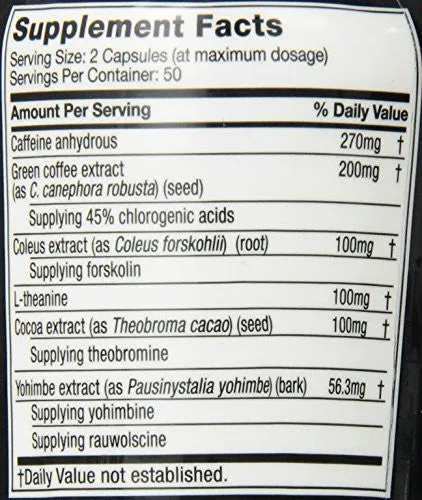 Supplement Facts
Serving Size: 2 Capsules (at maximum dosage)
Servings Per Container: 50
Amount Per Serving % Daily Value
Caffeine anhydrous 270mg †
Green coffee extract 200mg †
(as C. canephora robusta) (seed)
Supplying 45% chlorogenic acids
Coleus extract (as Coleus forskohlii) (root) 100mg †
Supplying forskolin
L-theanine 100mg †
Cocoa extract (as Theobroma cacao) (seed) 100mg †
Supplying theobromine
Yohimbe extract (as Pausinystalia yohimbe) (bark) 56.3mg †
Supplying yohimbine
Supplying rauwolscine
†Daily Value not established.